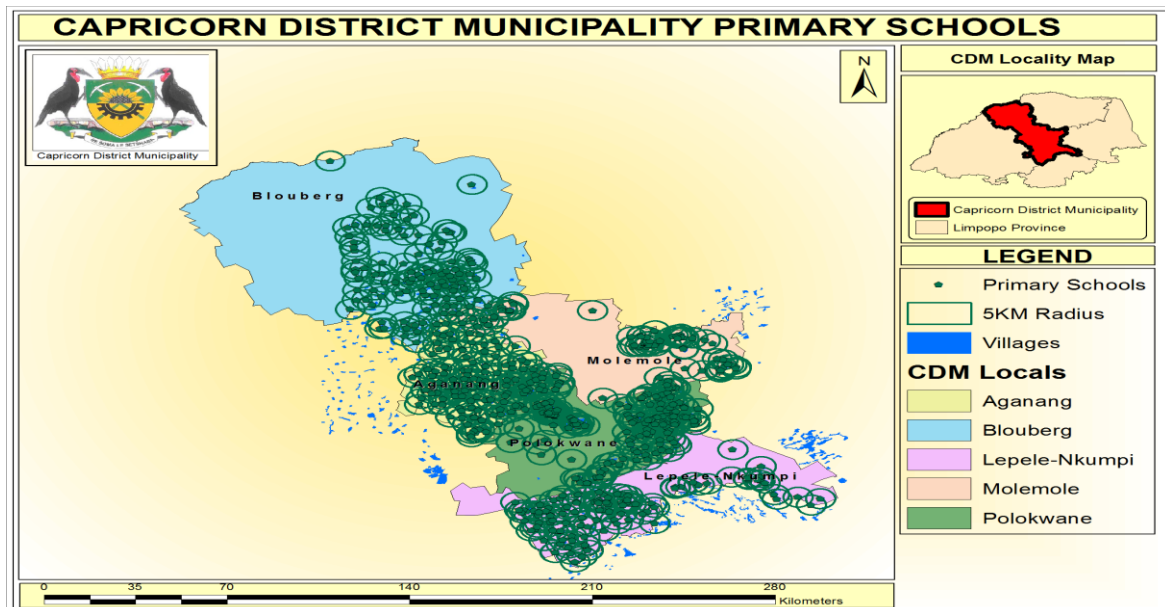 CAPRICORN DISTRICT MUNICIPALITY PRIMARY SCHOOLS
Capricorn District Municipality
N
Blouberg
Molemole
Aganang
Polokwane
Lepele-Nkumpi
CDM Locality Map
Capricorn District Municipality
Limpopo Province
LEGEND
Primary Schools
5KM Radius
Villages
CDM Locals
Aganang
Blouberg
Lepele-Nkumpi
Molemole
Polokwane
0 35 70 140 210 280
Kilometers